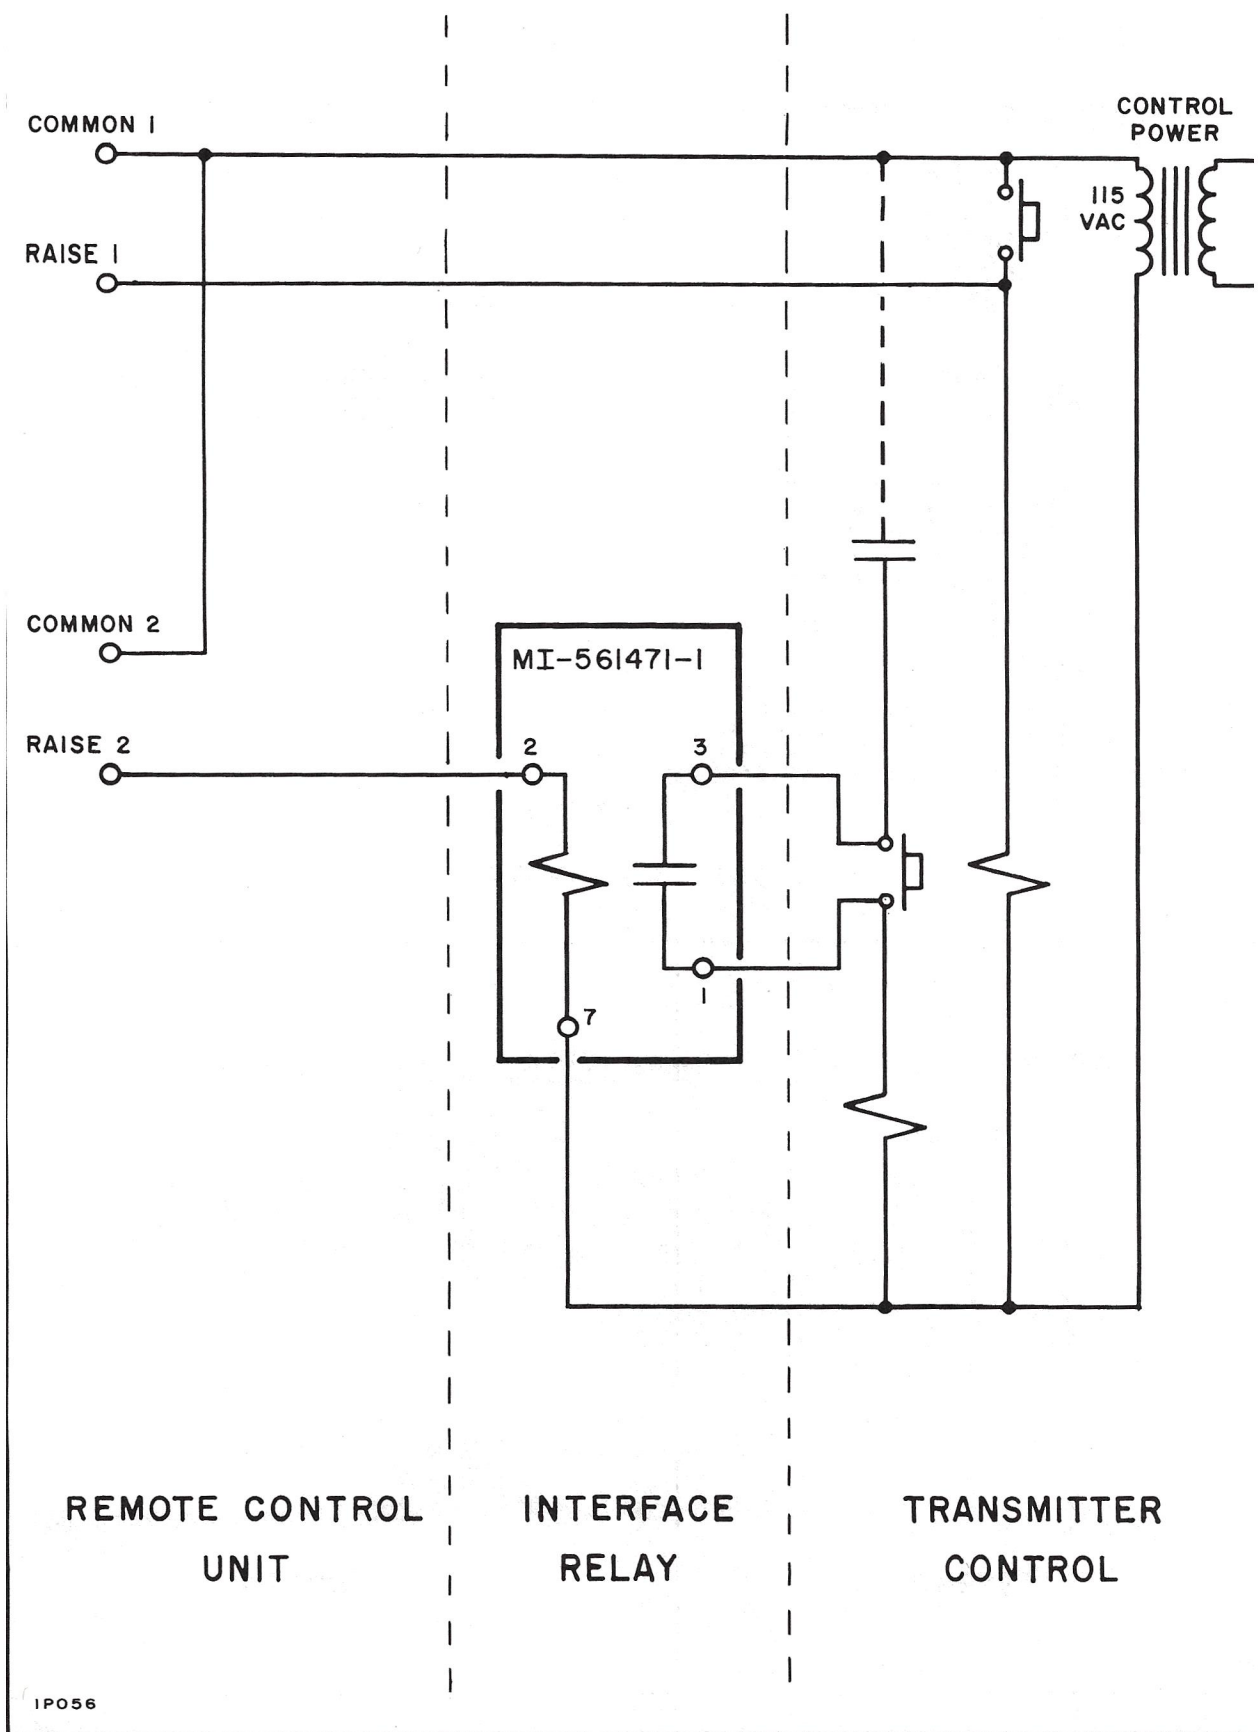 CONTROL
POWER
COMMON 1
115
VAC
RAISE 1
COMMON 2
MI-561471-1
RAISE 2
2
3
1
7
REMOTE CONTROL
UNIT
INTERFACE
RELAY
TRANSMITTER
CONTROL
1P056